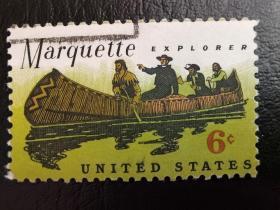 Marquette EXPLORER
6¢
UNITED STATES